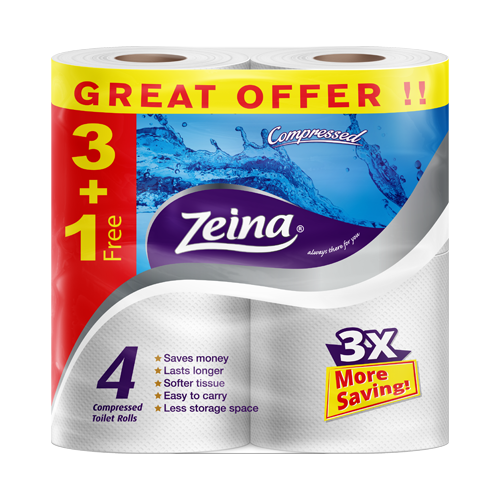 GREAT OFFER !!
3
+
1
Free
Compressed
Zeina®
always there for you
4
Compressed
Toilet Rolls
★ Saves money
★ Lasts longer
★ Softer tissue
★ Easy to carry
★ Less storage space
3X
More
Saving!